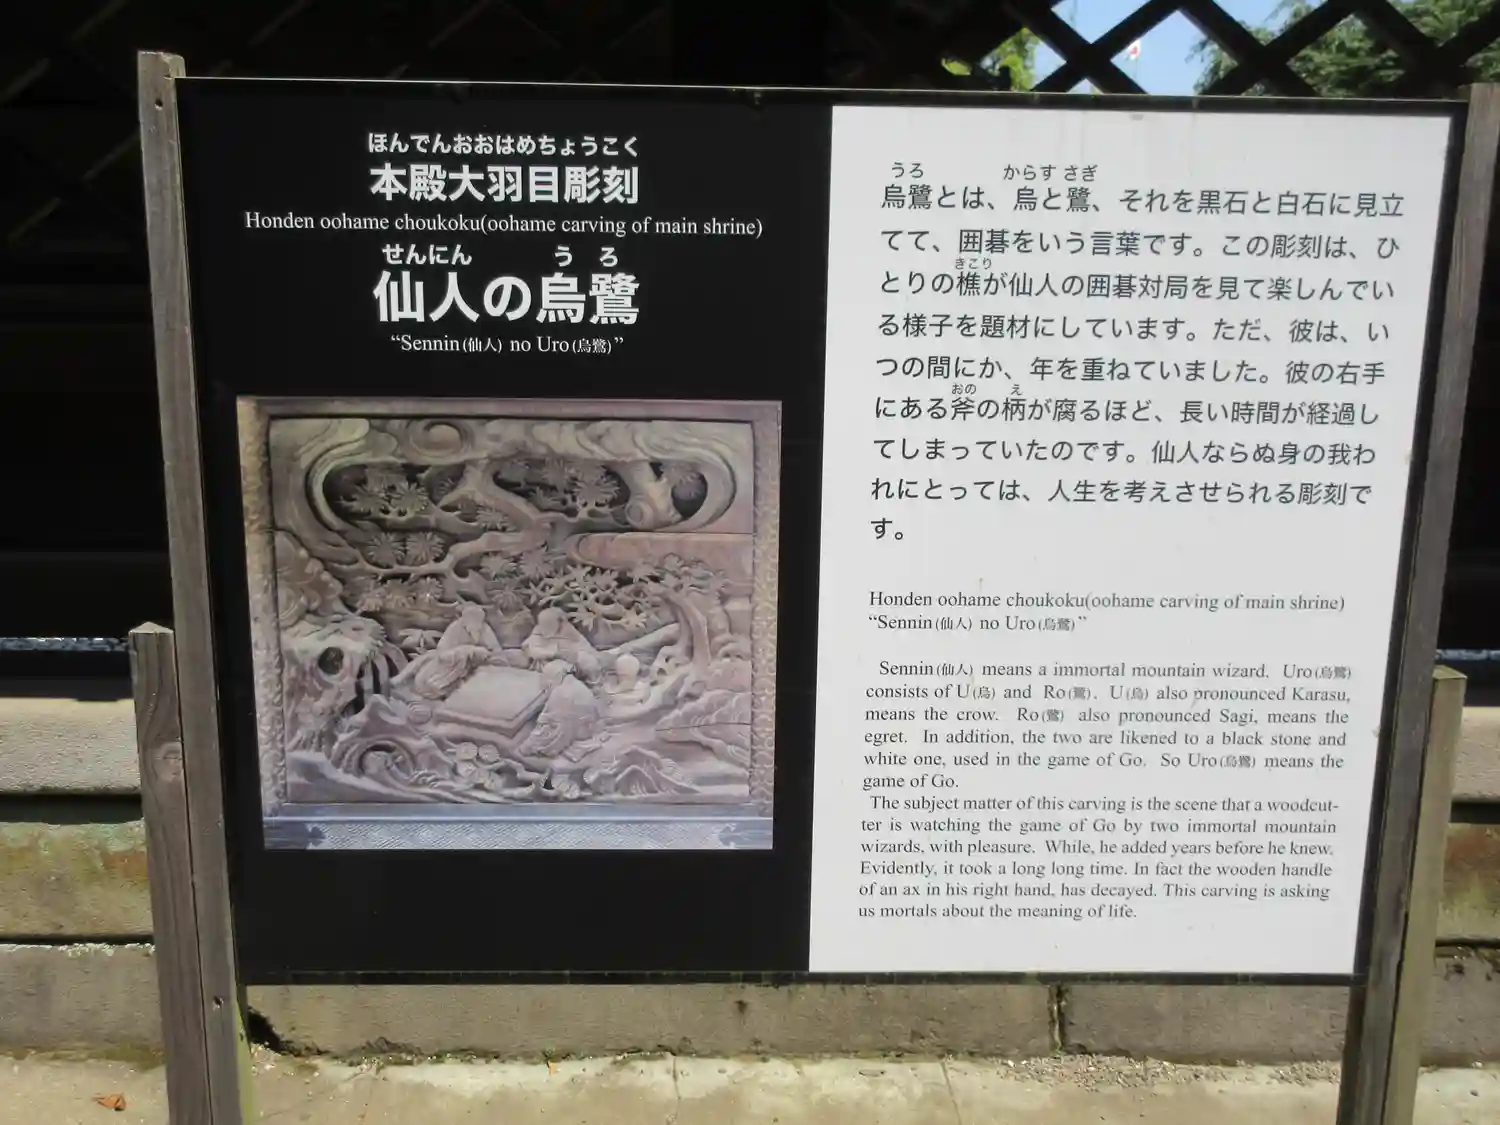 ほんでんおおはめちょうこく
本殿大羽目彫刻
Honden oohame choukoku(oohame carving of main shrine)
せんにん うろ
仙人の烏鷺
“Sennin(仙人) no Uro(烏鷺)”
うろ からす さぎ
烏鷺とは、烏と鷺、それを黒石と白石に見立
てて、囲碁をいう言葉です。この彫刻は、ひ
きこり
とりの樵が仙人の囲碁対局を見て楽しんでい
る様子を題材にしています。ただ、彼は、い
つの間にか、年を重ねていました。彼の右手
おの え
にある斧の柄が腐るほど、長い時間が経過し
てしまっていたのです。仙人ならぬ身の我わ
れにとっては、人生を考えさせられる彫刻で
す。
Honden oohame choukoku(oohame carving of main shrine)
“Sennin(仙人) no Uro(烏鷺)”
Sennin(仙人) means a immortal mountain wizard. Uro(烏鷺)
consists of U(烏) and Ro(鷺). U(烏) also pronounced Karasu,
means the crow. Ro(鷺) also pronounced Sagi, means the
egret. In addition, the two are likened to a black stone and
white one, used in the game of Go. So Uro(烏鷺) means the
game of Go.
The subject matter of this carving is the scene that a woodcut-
ter is watching the game of Go by two immortal mountain
wizards, with pleasure. While, he added years before he knew.
Evidently, it took a long long time. In fact the wooden handle
of an ax in his right hand, has decayed. This carving is asking
us mortals about the meaning of life.